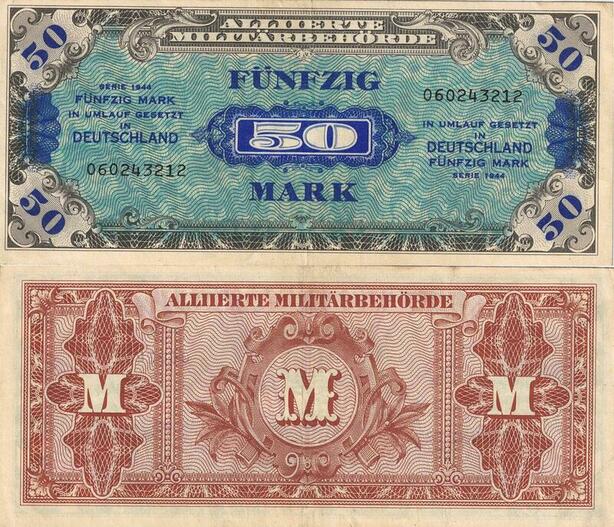 50
ALLIIERTE
MILITÄRBEHÖRDE
50
FÜNFZIG
SERIE 1944
FÜNFZIG MARK
IN UMLAUF GESETZT
IN
DEUTSCHLAND
060243212
50
060243212
IN UMLAUF GESETZT
IN
DEUTSCHLAND
FÜNFZIG MARK
SERIE 1944
MARK
50
50
ALLIIERTE MILITÄRBEHÖRDE
M
M
M